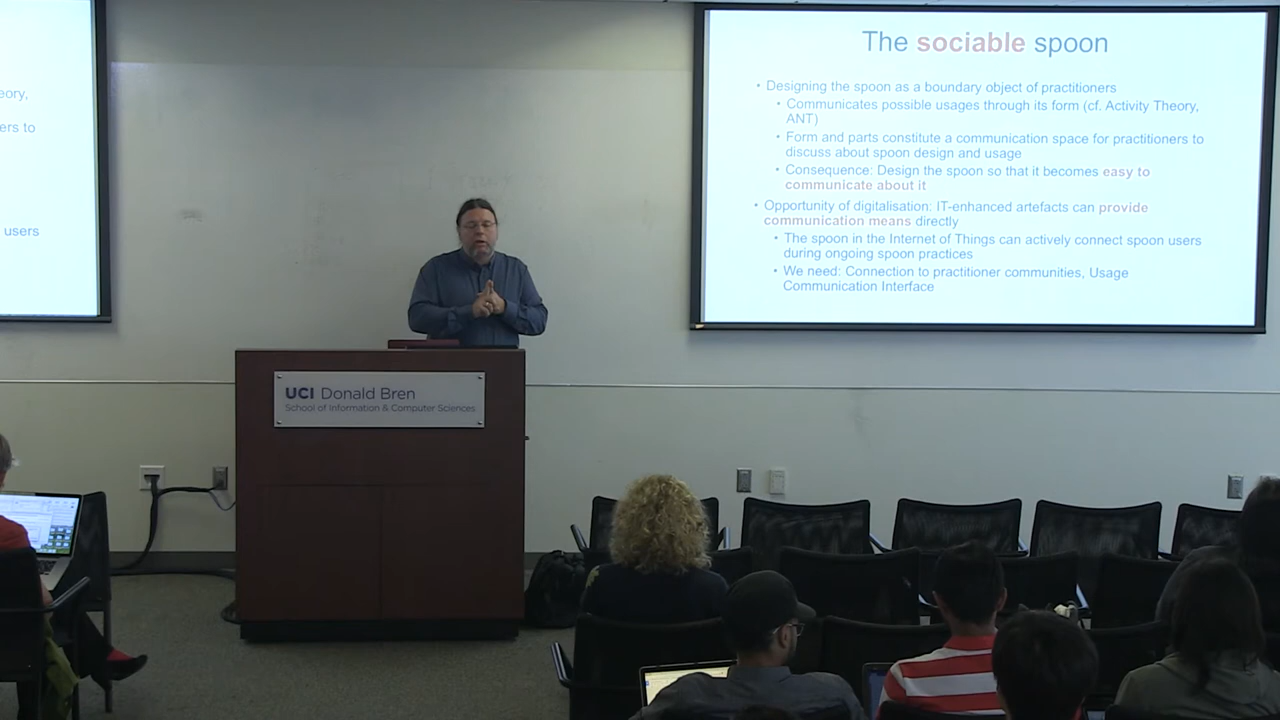 eory,
ers to
users
The sociable spoon
• Designing the spoon as a boundary object of practitioners
• Communicates possible usages through its form (cf. Activity Theory,
ANT)
• Form and parts constitute a communication space for practitioners to
discuss about spoon design and usage
• Consequence: Design the spoon so that it becomes easy to
communicate about it
• Opportunity of digitalisation: IT-enhanced artefacts can provide
communication means directly
• The spoon in the Internet of Things can actively connect spoon users
during ongoing spoon practices
• We need: Connection to practitioner communities, Usage
Communication Interface
UCI Donald Bren
School of Information & Computer Sciences